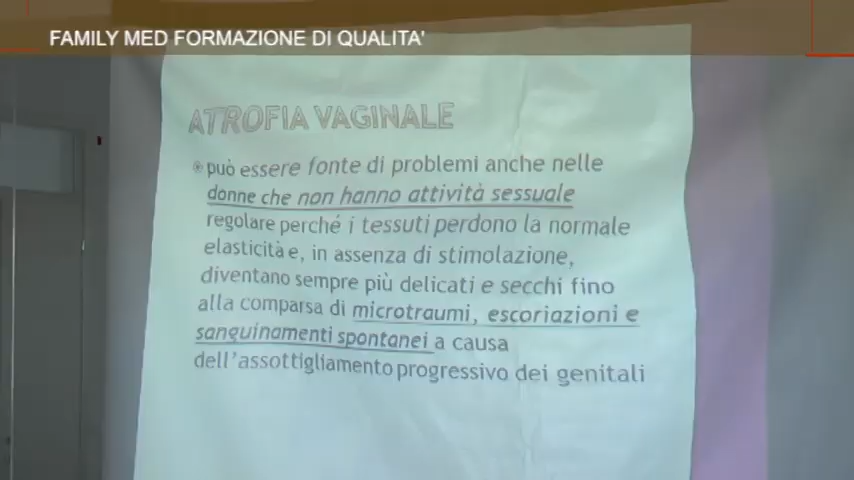 FAMILY MED FORMAZIONE DI QUALITA'
ATROFIA VAGINALE
può essere fonte di problemi anche nelle
donne che non hanno attività sessuale
regolare perché i tessuti perdono la normale
elasticità e, in assenza di stimolazione,
diventano sempre più delicati e secchi fino
alla comparsa di microtraumi, escoriazioni e
sanguinamenti spontanei a causa
dell'assottigliamento progressivo dei genitali